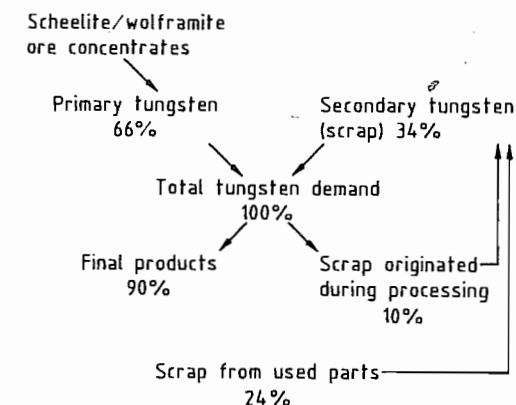 Scheelite/wolframite
ore concentrates
Primary tungsten
66%
Secondary tungsten
(scrap) 34%
Total tungsten demand
100%
Final products
90%
Scrap originated
during processing
10%
Scrap from used parts
24%